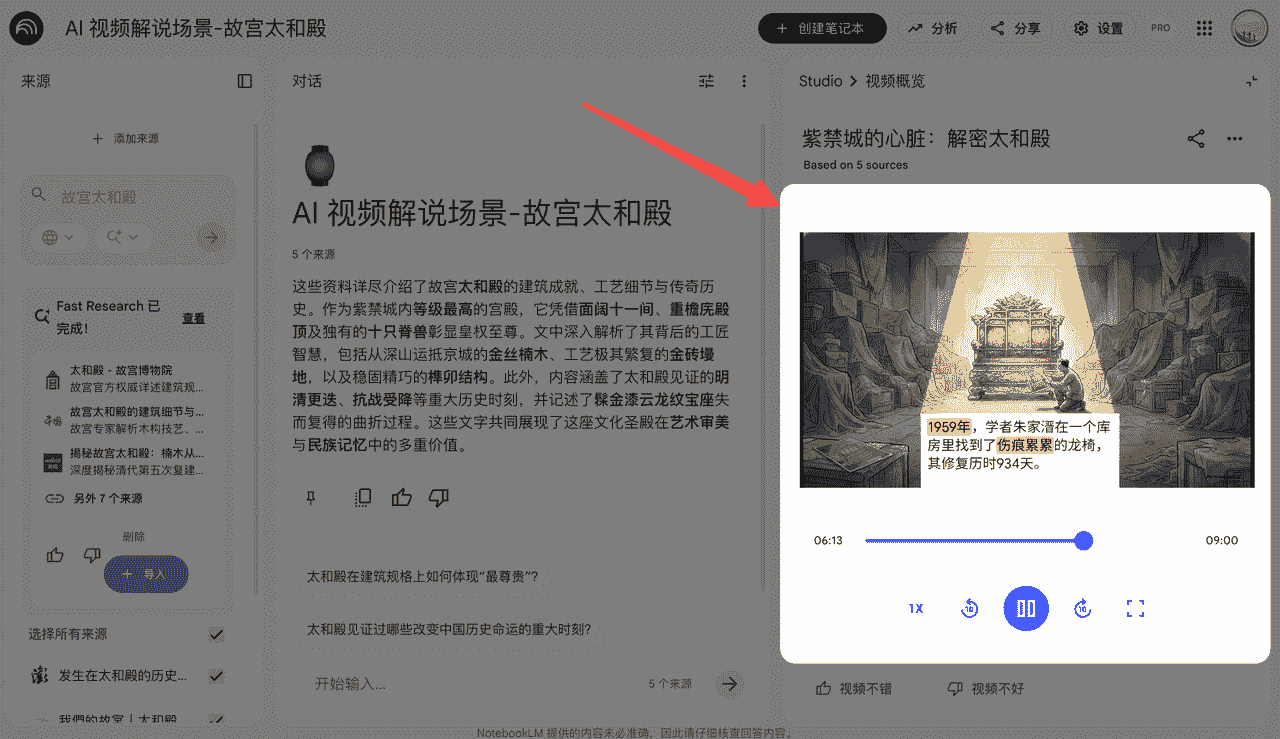 AI 视频解说场景-故宫太和殿
+ 创建笔记本
分析
分享
设置
PRO
来源
+ 添加来源
故宫太和殿
Fast Research 已
完成！
查看
太和殿 - 故宫博物院
故宫官方权威详述建筑规...
故宫太和殿的建筑细节与...
故宫专家解析木构技艺、...
揭秘故宫太和殿：楠木从...
深度揭秘清代第五次复建...
另外 7 个来源
删除
+ 导入
选择所有来源
发生在太和殿的历史...
我們的故宮 | 太和殿
对话
AI 视频解说场景-故宫太和殿
5 个来源
这些资料详尽介绍了故宫太和殿的建筑成就、工艺细节与传奇历
史。作为紫禁城内等级最高的宫殿，它凭借面阔十一间、重檐庑殿
顶及独有的十只脊兽彰显皇权至尊。文中深入解析了其背后的工匠
智慧，包括从深山运抵京城的金丝楠木、工艺极其繁复的金砖墁
地，以及稳固精巧的榫卯结构。此外，内容涵盖了太和殿见证的明
清更迭、抗战受降等重大历史时刻，并记述了髹金漆云龙纹宝座失
而复得的曲折过程。这些文字共同展现了这座文化圣殿在艺术审美
与民族记忆中的多重价值。
太和殿在建筑规格上如何体现“最尊贵”？
太和殿见证过哪些改变中国历史命运的重大时刻？
开始输入...
5 个来源
Studio > 视频概览
紫禁城的心脏：解密太和殿
Based on 5 sources
1959年，学者朱家溍在一个库
房里找到了伤痕累累的龙椅，
其修复历时934天。
06:13
09:00
1X
10
10
视频不错
视频不好
NotebookLM 提供的内容未必准确，因此请仔细核查回答内容。